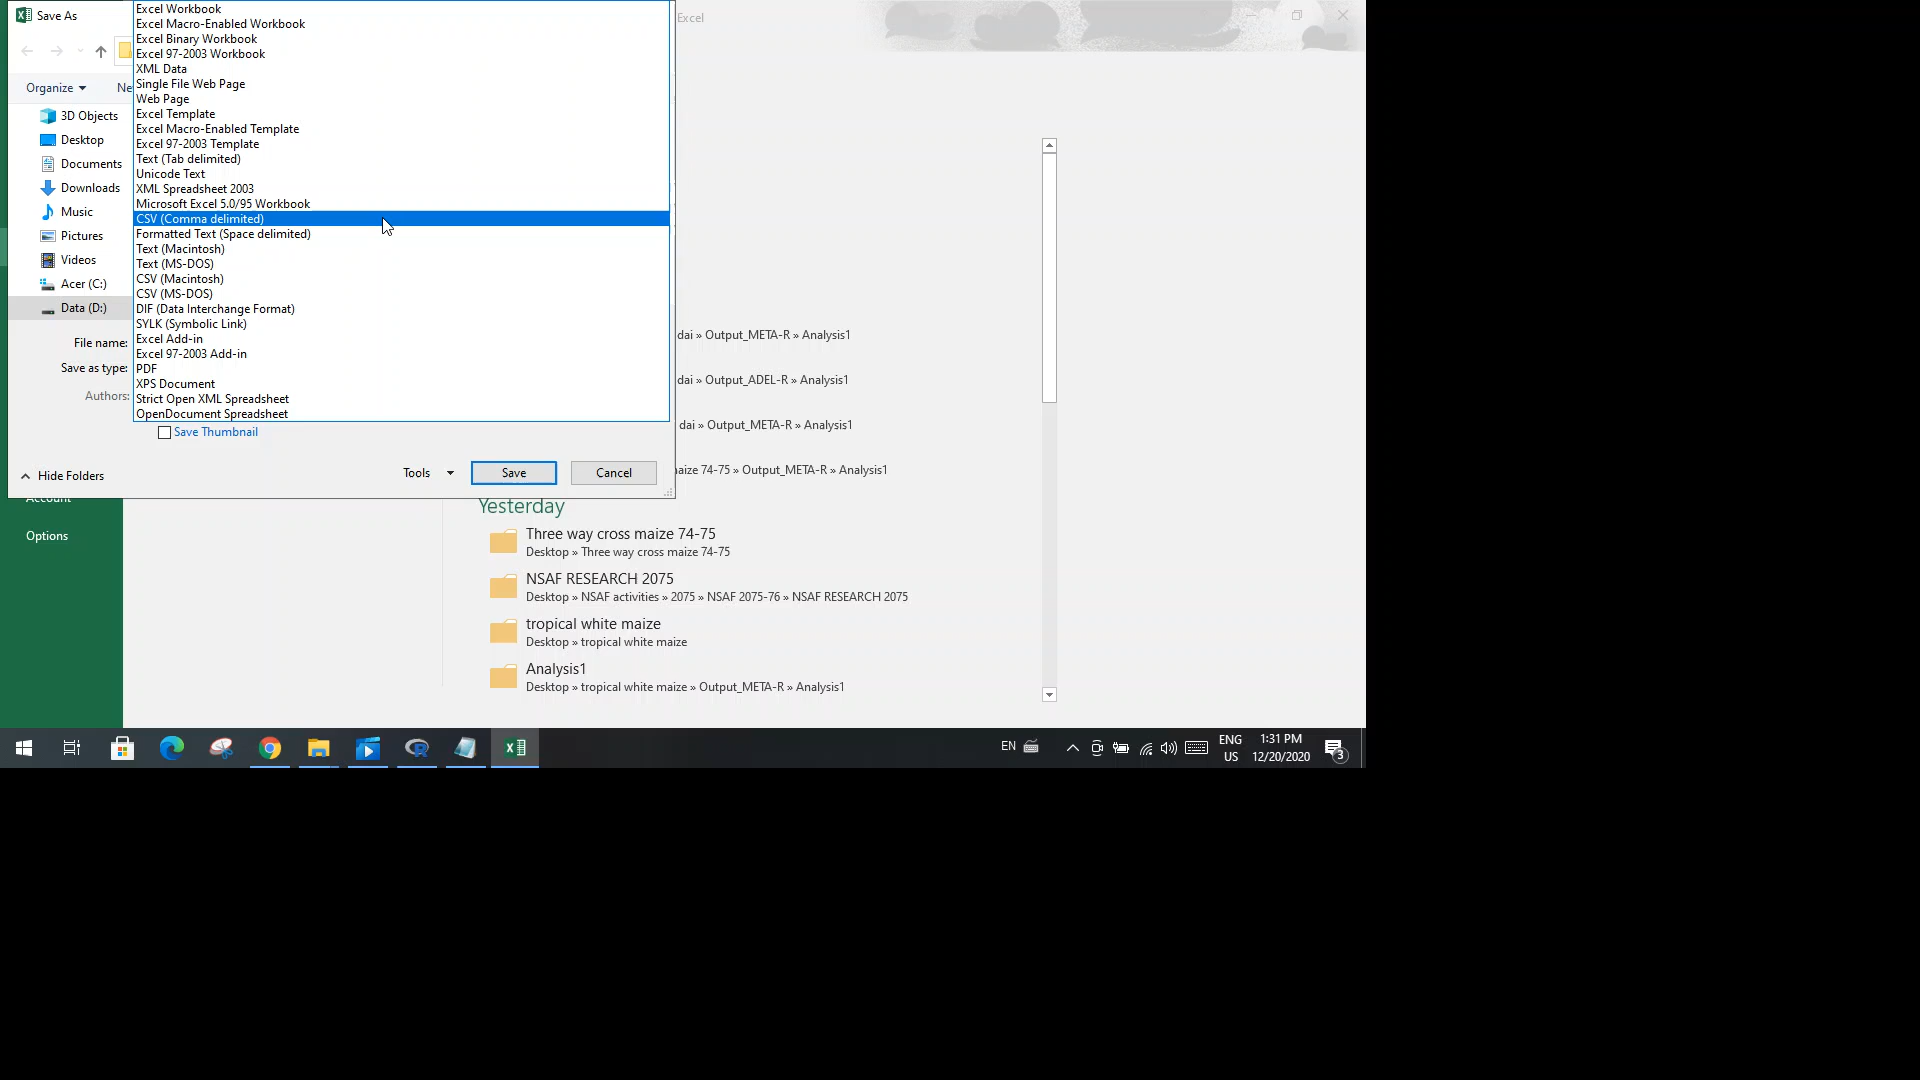 Save As
Excel
Organize
Ne
3D Objects
Desktop
Documents
Downloads
Music
Pictures
Videos
Acer (C:)
Data (D:)
File name:
Save as type:
Authors:
Excel Workbook
Excel Macro-Enabled Workbook
Excel Binary Workbook
Excel 97-2003 Workbook
XML Data
Single File Web Page
Web Page
Excel Template
Excel Macro-Enabled Template
Excel 97-2003 Template
Text (Tab delimited)
Unicode Text
XML Spreadsheet 2003
Microsoft Excel 5.0/95 Workbook
CSV (Comma delimited)
Formatted Text (Space delimited)
Text (Macintosh)
Text (MS-DOS)
CSV (Macintosh)
CSV (MS-DOS)
DIF (Data Interchange Format)
SYLK (Symbolic Link)
Excel Add-in
Excel 97-2003 Add-in
PDF
XPS Document
Strict Open XML Spreadsheet
OpenDocument Spreadsheet
Save Thumbnail
Hide Folders
Tools
Save
Cancel
Account
Options
dai » Output_META-R » Analysis1
dai » Output_ADEL-R » Analysis1
dai » Output_META-R » Analysis1
maize 74-75 » Output_META-R » Analysis1
Yesterday
Three way cross maize 74-75
Desktop » Three way cross maize 74-75
NSAF RESEARCH 2075
Desktop » NSAF activities » 2075 » NSAF 2075-76 » NSAF RESEARCH 2075
tropical white maize
Desktop » tropical white maize
Analysis1
Desktop » tropical white maize » Output_META-R » Analysis1
EN
ENG
US
1:31 PM
12/20/2020
3